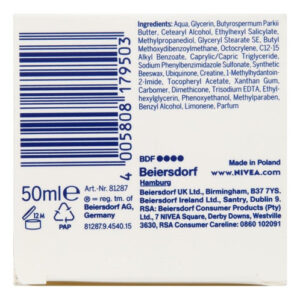 Ingredients: Aqua, Glycerin, Butyrospermum Parkii
Butter, Cetearyl Alcohol, Ethylhexyl Salicylate,
Methylpropanediol, Glyceryl Stearate SE, Butyl
Methoxydibenzoylmethane, Octocrylene, C12-15
Alkyl Benzoate, Caprylic/Capric Triglyceride,
Sodium Phenylbenzimidazole Sulfonate, Synthetic
Beeswax, Ubiquinone, Creatine, 1-Methylhydantoin-
2-Imide, Tocopheryl Acetate, Xanthan Gum,
Carbomer, Dimethicone, Trisodium EDTA, Ethyl-
hexylglycerin, Phenoxyethanol, Methylparaben,
Benzyl Alcohol, Limonene, Parfum
4 005808 179503
BDF
Beiersdorf
Hamburg
Made in Poland
www.NIVEA.com
Beiersdorf UK Ltd., Birmingham, B37 7YS.
Beiersdorf Ireland Ltd., Santry, Dublin 9.
RSA: Beiersdorf Consumer Products (Pty)
Ltd., 7 NIVEA Square, Derby Downs, Westville
3630, RSA Consumer Careline: 0860 102091
50ml e
Art.-Nr. 81287
® = reg. tm. of
Beiersdorf AG,
Germany
12 M
PAP
81287.9.4540.15